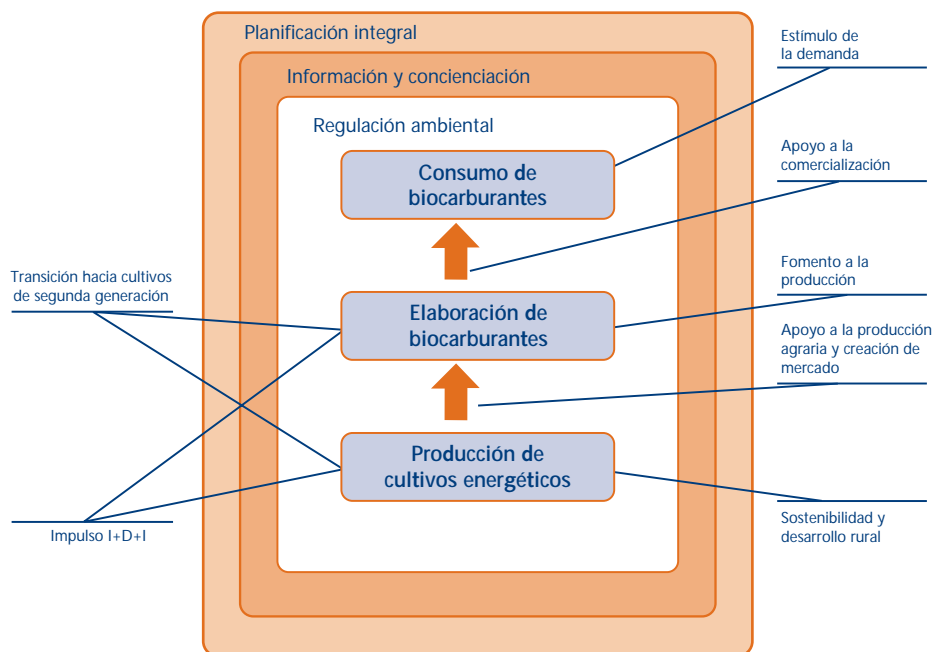 Planificación integral
Información y concienciación
Regulación ambiental
Consumo de
biocarburantes
Elaboración de
biocarburantes
Producción de
cultivos energéticos
Transición hacia cultivos
de segunda generación
Impulso I+D+I
Estímulo de
la demanda
Apoyo a la
comercialización
Fomento a la
producción
Apoyo a la producción
agraria y creación de
mercado
Sostenibilidad y
desarrollo rural